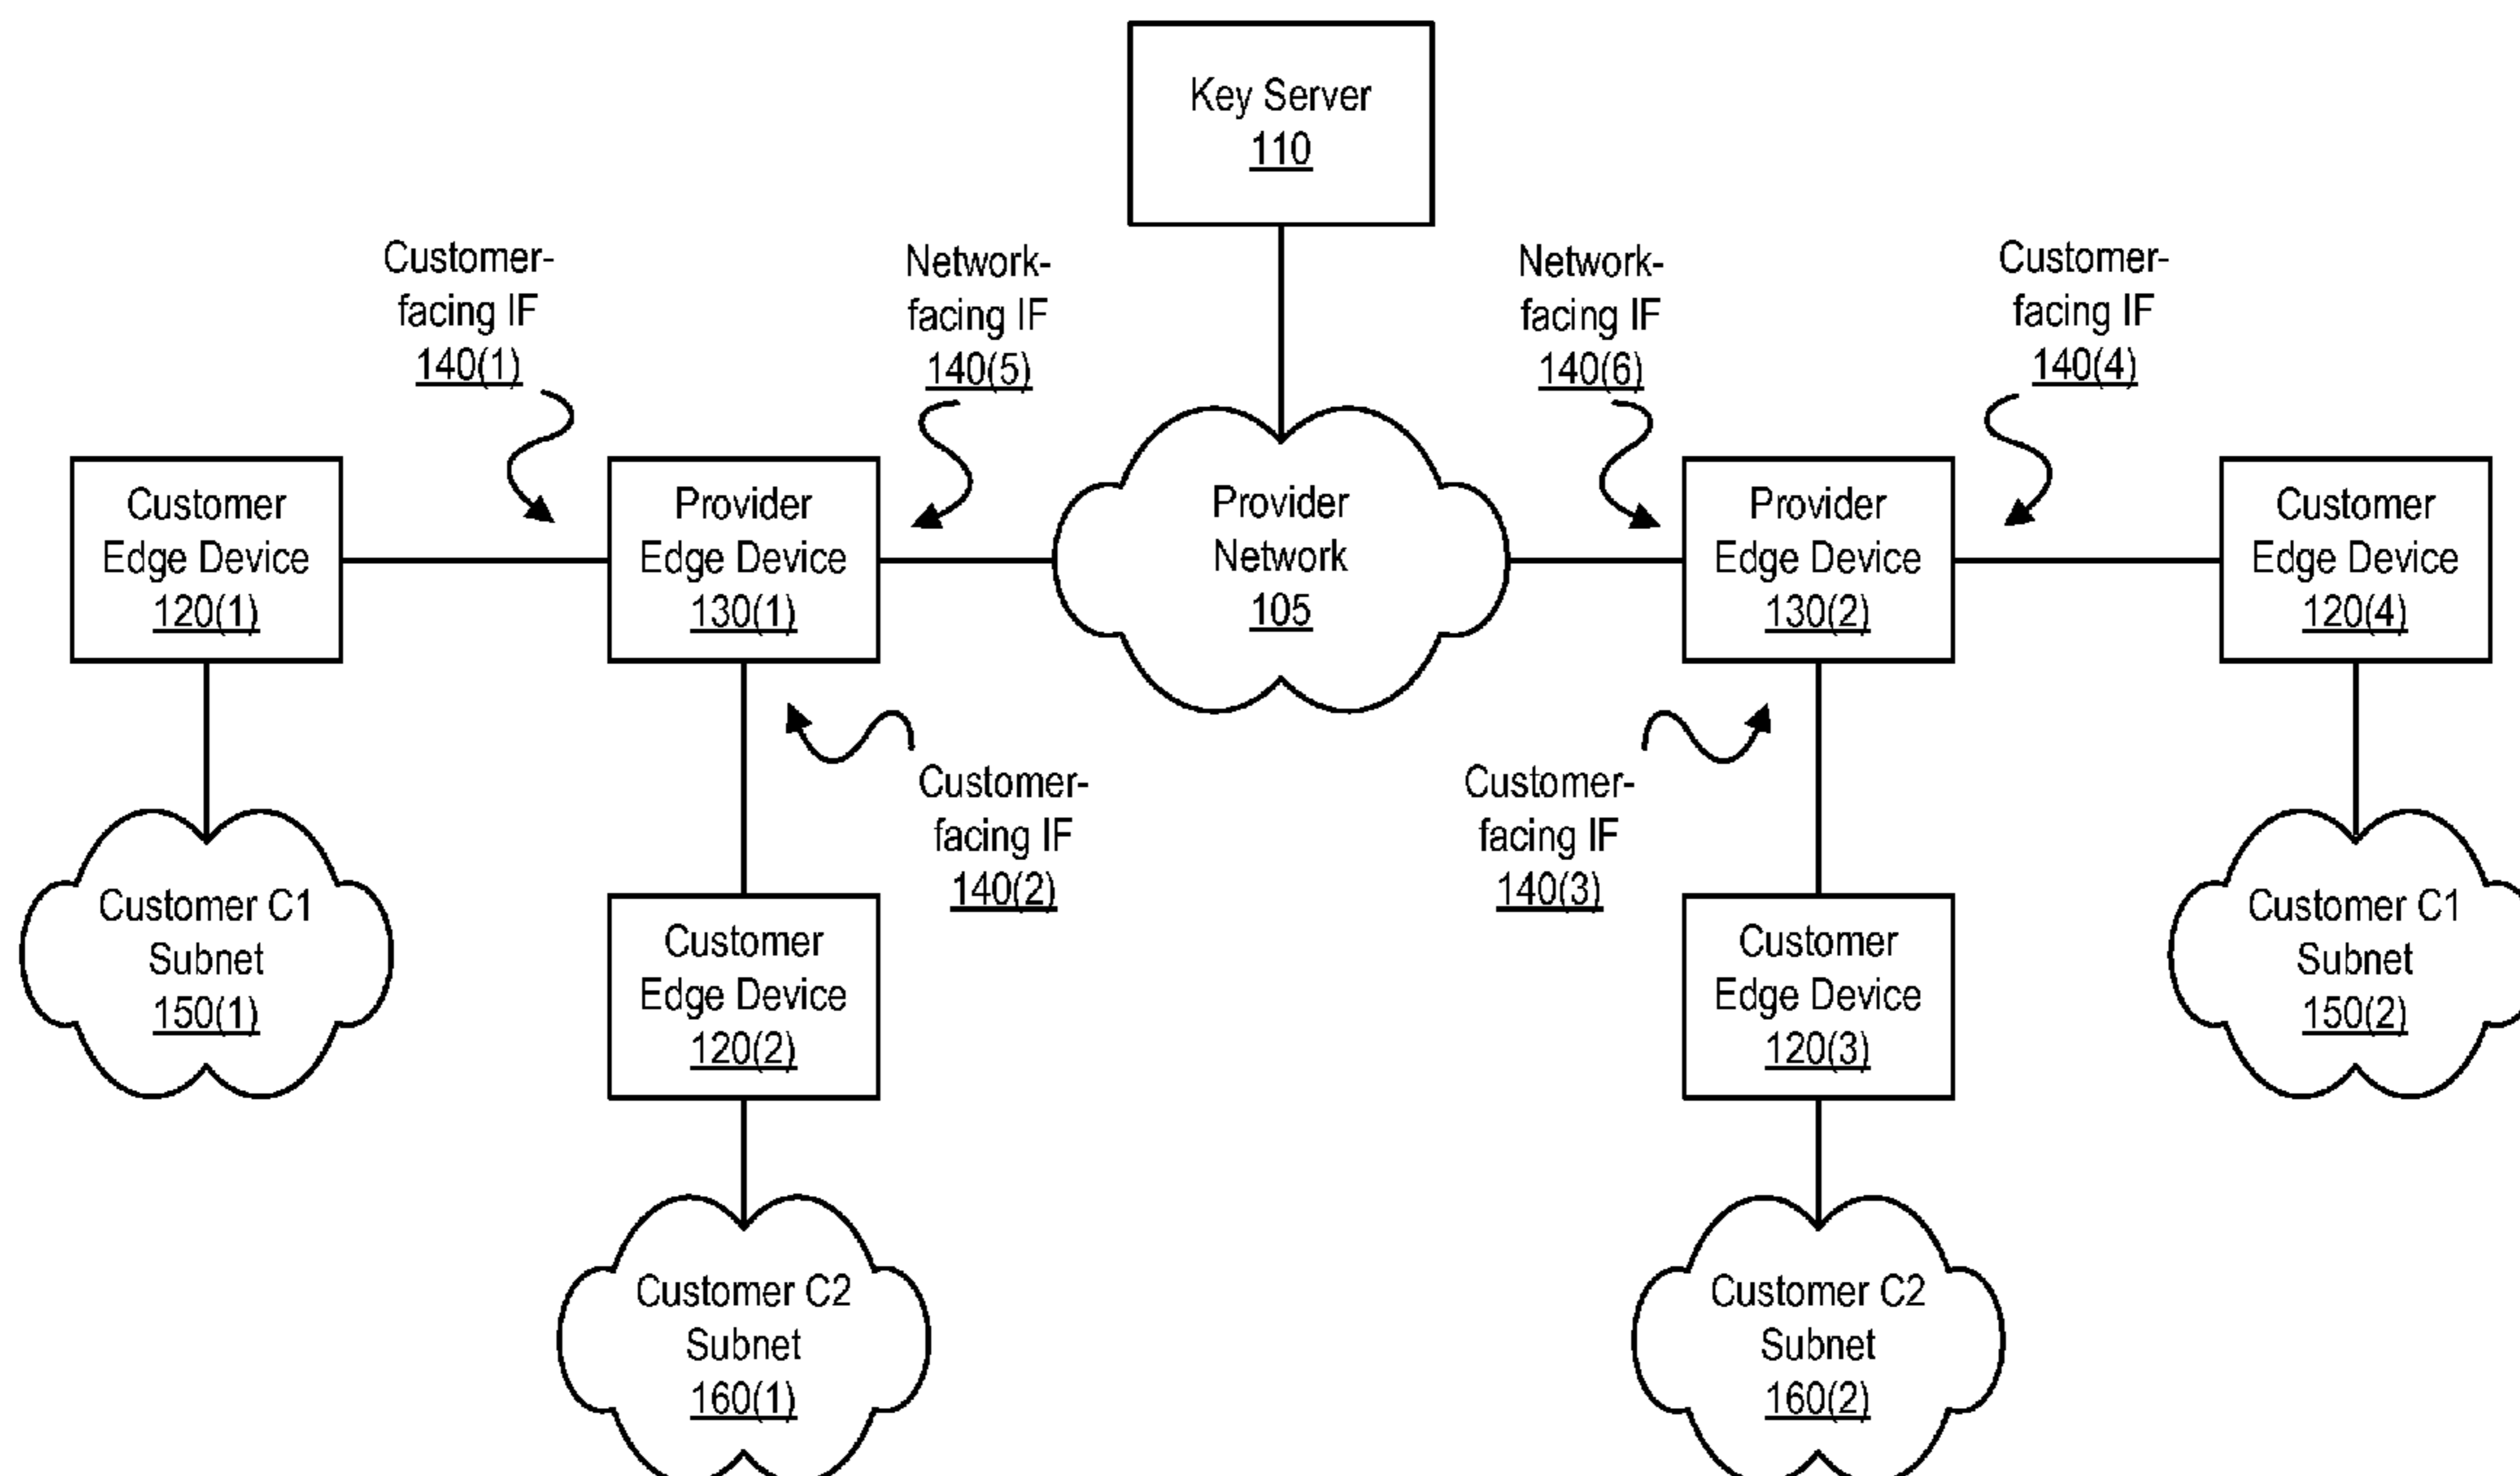 Key Server
110
Customer-
facing IF
140(1)
Network-
facing IF
140(5)
Network-
facing IF
140(6)
Customer-
facing IF
140(4)
Customer
Edge Device
120(1)
Provider
Edge Device
130(1)
Provider
Network
105
Provider
Edge Device
130(2)
Customer
Edge Device
120(4)
Customer-
facing IF
140(2)
Customer-
facing IF
140(3)
Customer C1
Subnet
150(1)
Customer
Edge Device
120(2)
Customer
Edge Device
120(3)
Customer C1
Subnet
150(2)
Customer C2
Subnet
160(1)
Customer C2
Subnet
160(2)